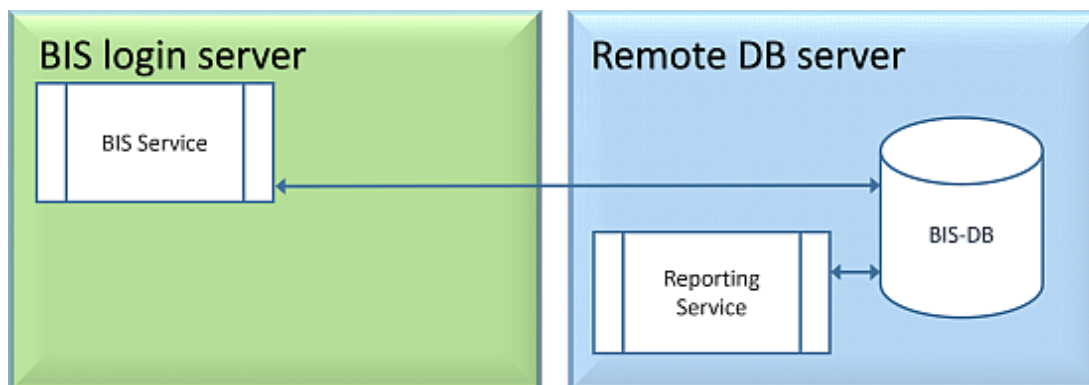 BIS login server
BIS Service
Remote DB server
BIS-DB
Reporting
Service